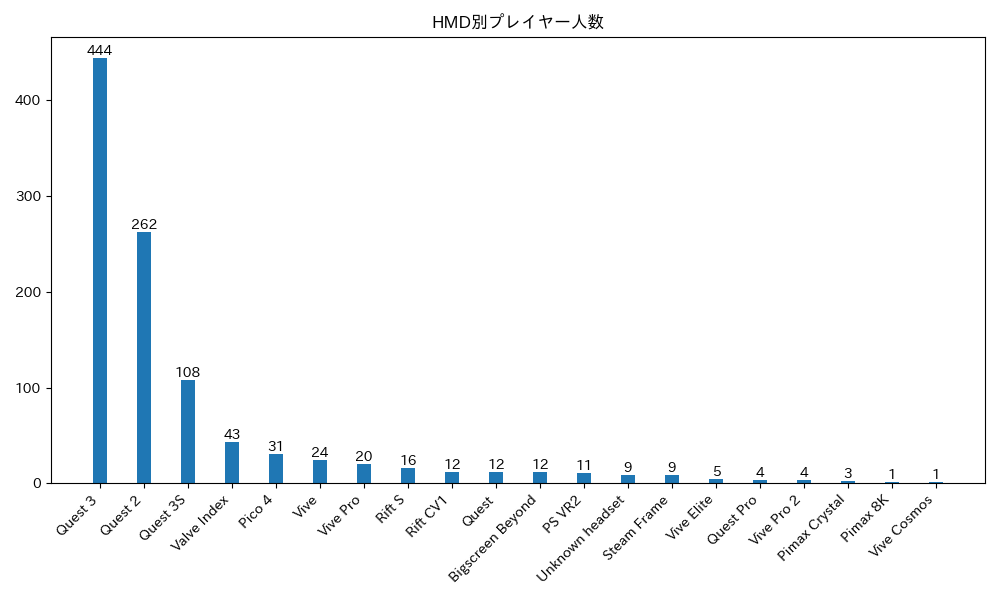 HMD別プレイヤー人数
444
400
300
262
200
108
100
43
31
24
20
16
12
12
12
11
9
9
5
4
4
3
1
1
0
Quest 3
Quest 2
Quest 3S
Valve Index
Pico 4
Vive
Vive Pro
Rift S
Rift CV1
Quest
Bigscreen Beyond
PS VR2
Unknown headset
Steam Frame
Vive Elite
Quest Pro
Vive Pro 2
Pimax Crystal
Pimax 8K
Vive Cosmos